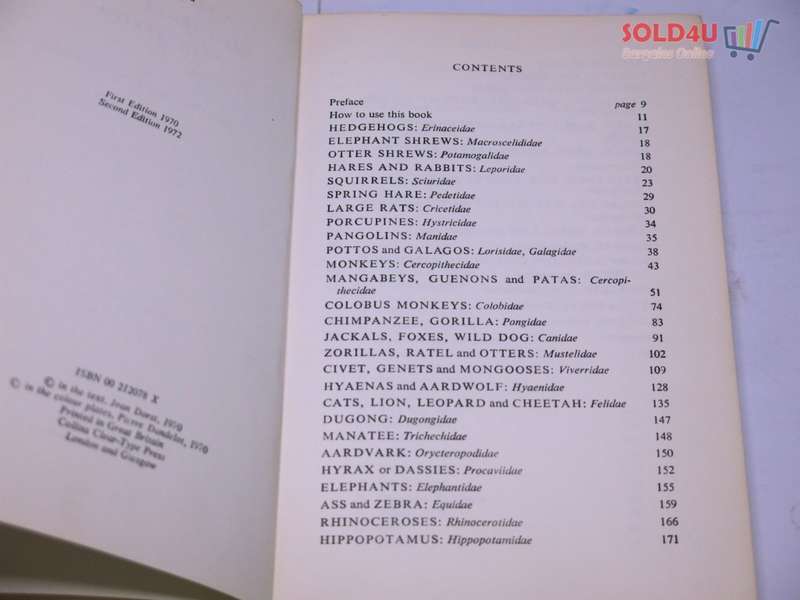 First Edition 1970
Second Edition 1972
ISBN 00 212078 X
© in the text, Jean Dorst, 1970
© in the colour plates, Pierre Dandelot, 1970
Printed in Great Britain
Collins Clear-Type Press
London and Glasgow
SOLD4U
Bargains Online
CONTENTS
Preface page 9
How to use this book 11
HEDGEHOGS: Erinaceidae 17
ELEPHANT SHREWS: Macroscelididae 18
OTTER SHREWS: Potamogalidae 18
HARES AND RABBITS: Leporidae 20
SQUIRRELS: Sciuridae 23
SPRING HARE: Pedetidae 29
LARGE RATS: Cricetidae 30
PORCUPINES: Hystricidae 34
PANGOLINS: Manidae 35
POTTOS and GALAGOS: Lorisidae, Galagidae 38
MONKEYS: Cercopithecidae 43
MANGABEYS, GUENONS and PATAS: Cercopi-
thecidae 51
COLOBUS MONKEYS: Colobidae 74
CHIMPANZEE, GORILLA: Pongidae 83
JACKALS, FOXES, WILD DOG: Canidae 91
ZORILLAS, RATEL and OTTERS: Mustelidae 102
CIVET, GENETS and MONGOOSES: Viverridae 109
HYAENAS and AARDWOLF: Hyaenidae 128
CATS, LION, LEOPARD and CHEETAH: Felidae 135
DUGONG: Dugongidae 147
MANATEE: Trichechidae 148
AARDVARK: Orycteropodidae 150
HYRAX or DASSIES: Procaviidae 152
ELEPHANTS: Elephantidae 155
ASS and ZEBRA: Equidae 159
RHINOCEROSES: Rhinocerotidae 166
HIPPOPOTAMUS: Hippopotamidae 171